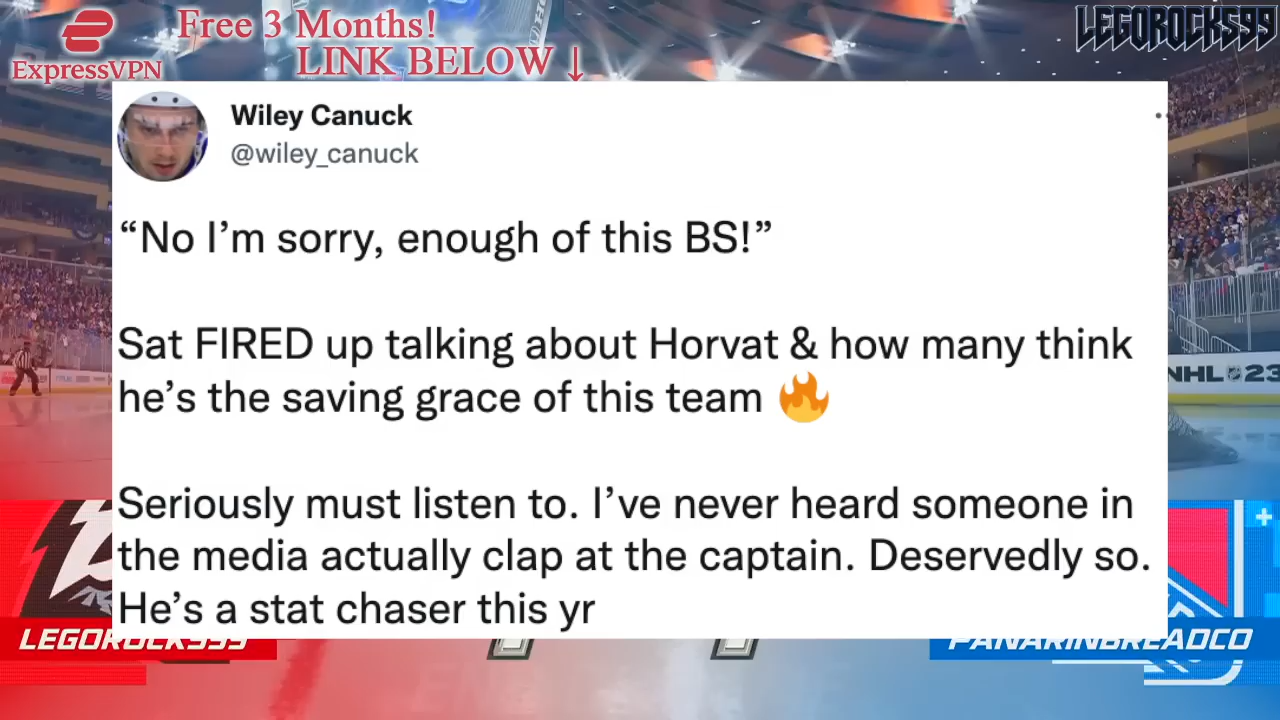 Free 3 Months!
LEGOROCKS99
ExpressVPN
LINK BELOW ↓
Wiley Canuck
@wiley_canuck
“No I’m sorry, enough of this BS!”
Sat FIRED up talking about Horvat & how many think
he’s the saving grace of this team 🔥
NHL 23
Seriously must listen to. I’ve never heard someone in
the media actually clap at the captain. Deservedly so.
He’s a stat chaser this yr
LEGOROCKS99
PANARINBREADCO